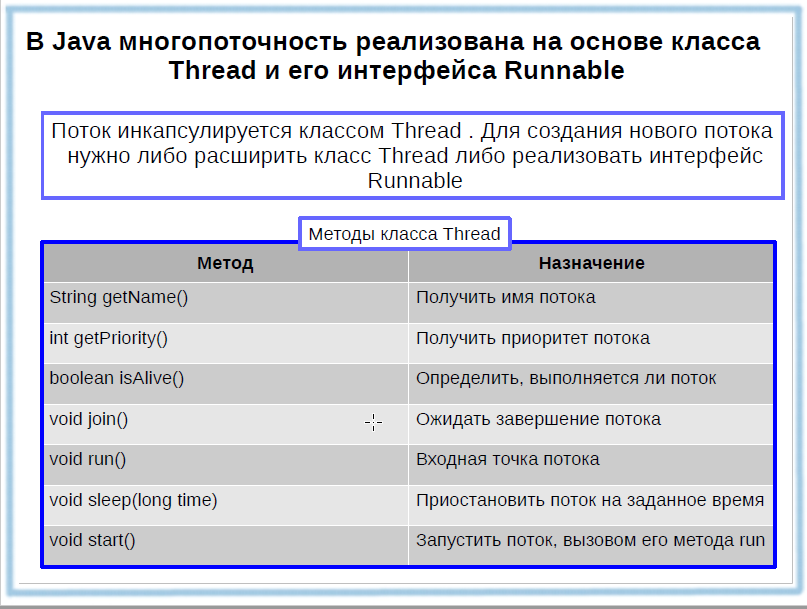 В Java многопоточность реализована на основе класса
Thread и его интерфейса Runnable
Поток инкапсулируется классом Thread . Для создания нового потока
нужно либо расширить класс Thread либо реализовать интерфейс
Runnable
Методы класса Thread
Метод Назначение
String getName() Получить имя потока
int getPriority() Получить приоритет потока
boolean isAlive() Определить, выполняется ли поток
void join() Ожидать завершение потока
void run() Входная точка потока
void sleep(long time) Приостановить поток на заданное время
void start() Запустить поток, вызовом его метода run